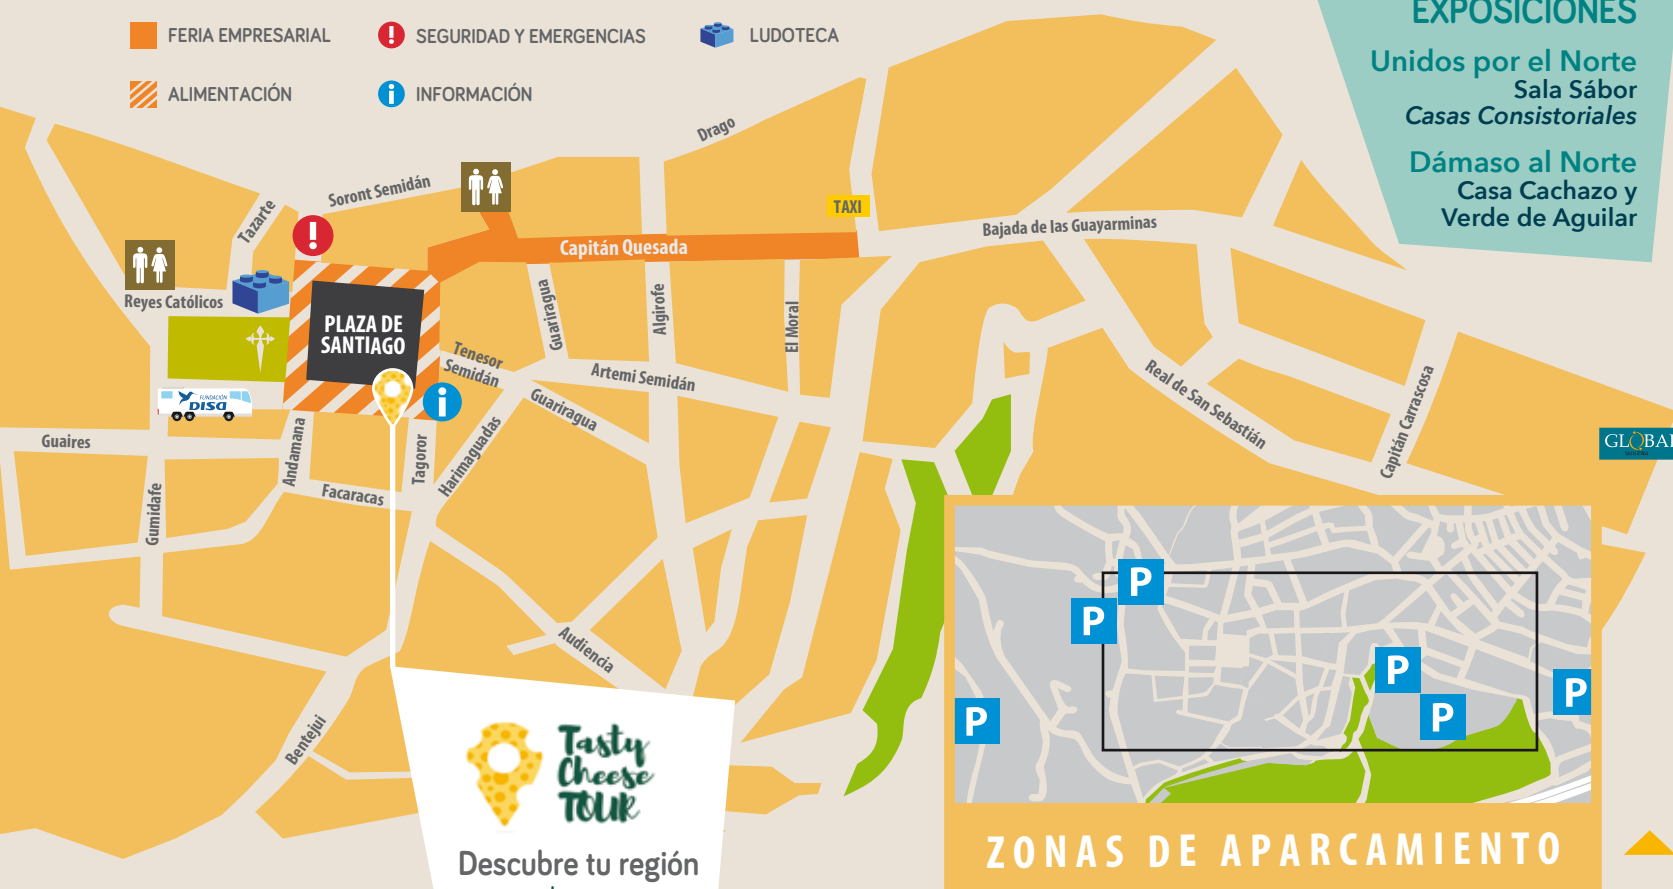 FERIA EMPRESARIAL
SEGURIDAD Y EMERGENCIAS
LUDOTECA
ALIMENTACIÓN
INFORMACIÓN
EXPOSICIONES
Unidos por el Norte
Sala Sábor
Casas Consistoriales
Dámaso al Norte
Casa Cachazo y
Verde de Aguilar
Drago
Soront Semidán
Tazarte
TAXI
Bajada de las Guayarminas
Capitán Quesada
Reyes Católicos
PLAZA DE
SANTIAGO
Guariragua
Algirofe
El Moral
Tenesor
Semidán
Artemi Semidán
Guariragua
Real de San Sebastián
Capitán Carrascosa
FUNDACIÓN
DISA
Guaires
Andamana
Tagoror
Harimaguadas
Facaracas
Gumidafe
GLOBAL
Audiencia
Bentejui
P
P
P
P
P
P
Tasty
Cheese
TOUR
Descubre tu región
ZONAS DE APARCAMIENTO